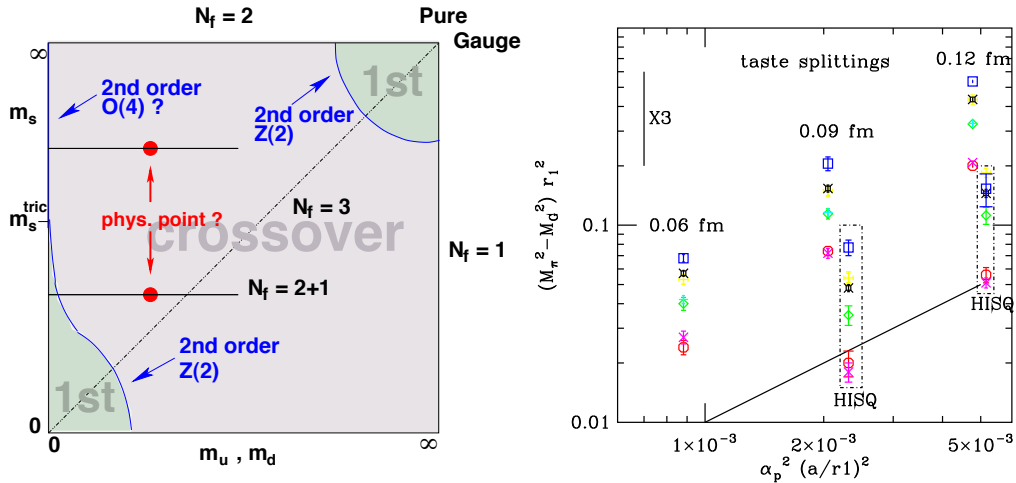 N_f = 2
Pure
Gauge
∞
1st
2nd order
O(4) ?
2nd order
Z(2)
m_s
phys. point ?
N_f = 3
m_s^tric
crossover
N_f = 1
N_f = 2+1
2nd order
Z(2)
1st
0
0
∞
m_u , m_d
taste splittings
0.12 fm
X3
0.09 fm
0.06 fm
0.1
0.01
HISQ
HISQ
(M_π^2−M_d^2) r_1^2
1×10^−3
2×10^−3
5×10^−3
α_p^2 (a/r1)^2